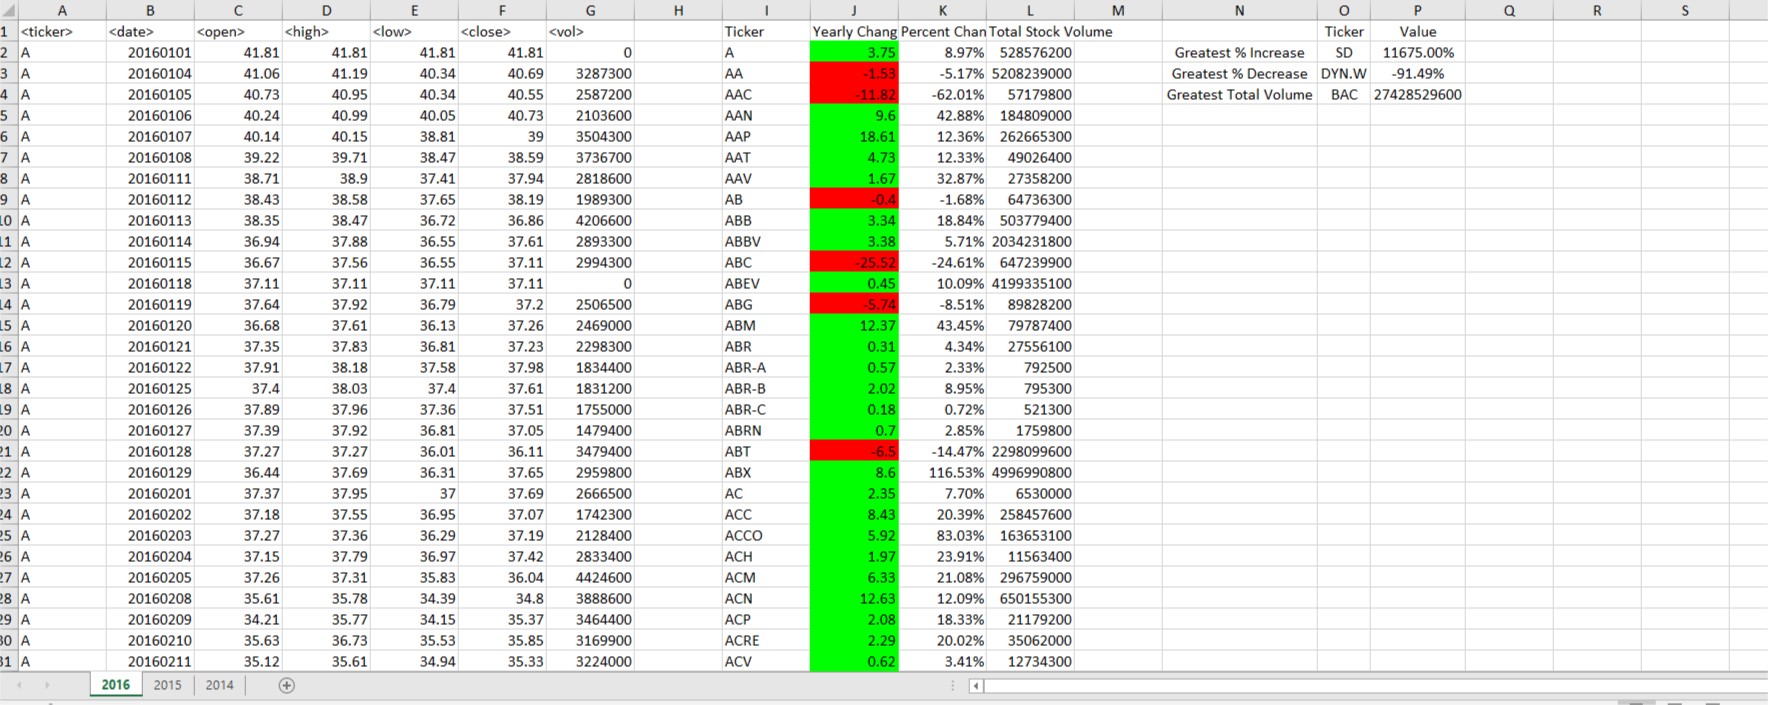 A B C D E F G H I J K L M N O P Q R S
1 <ticker> <date> <open> <high> <low> <close> <vol> Ticker Yearly Chang Percent Chan Total Stock Volume Ticker Value
2 A 20160101 41.81 41.81 41.81 41.81 0 A 3.75 8.97% 528576200 Greatest % Increase SD 11675.00%
3 A 20160104 41.06 41.19 40.34 40.69 3287300 AA -1.53 -5.17% 5208239000 Greatest % Decrease DYN.W -91.49%
4 A 20160105 40.73 40.95 40.34 40.55 2587200 AAC -11.82 -62.01% 57179800 Greatest Total Volume BAC 27428529600
5 A 20160106 40.24 40.99 40.05 40.73 2103600 AAN 9.6 42.88% 184809000
6 A 20160107 40.14 40.15 38.81 39 3504300 AAP 18.61 12.36% 262665300
7 A 20160108 39.22 39.71 38.47 38.59 3736700 AAT 4.73 12.33% 49026400
8 A 20160111 38.71 38.9 37.41 37.94 2818600 AAV 1.67 32.87% 27358200
9 A 20160112 38.43 38.58 37.65 38.19 1989300 AB -0.4 -1.68% 64736300
10 A 20160113 38.35 38.47 36.72 36.86 4206600 ABB 3.34 18.84% 503779400
11 A 20160114 36.94 37.88 36.55 37.61 2893300 ABBV 3.38 5.71% 2034231800
12 A 20160115 36.67 37.56 36.55 37.11 2994300 ABC -25.52 -24.61% 647239900
13 A 20160118 37.11 37.11 37.11 37.11 0 ABEV 0.45 10.09% 4199335100
14 A 20160119 37.64 37.92 36.79 37.2 2506500 ABG -5.74 -8.51% 89828200
15 A 20160120 36.68 37.61 36.13 37.26 2469000 ABM 12.37 43.45% 79787400
16 A 20160121 37.35 37.83 36.81 37.23 2298300 ABR 0.31 4.34% 27556100
17 A 20160122 37.91 38.18 37.58 37.98 1834400 ABR-A 0.57 2.33% 792500
18 A 20160125 37.4 38.03 37.4 37.61 1831200 ABR-B 2.02 8.95% 795300
19 A 20160126 37.89 37.96 37.36 37.51 1755000 ABR-C 0.18 0.72% 521300
20 A 20160127 37.39 37.92 36.81 37.05 1479400 ABRN 0.7 2.85% 1759800
21 A 20160128 37.27 37.27 36.01 36.11 3479400 ABT -6.5 -14.47% 2298099600
22 A 20160129 36.44 37.69 36.31 37.65 2959800 ABX 8.6 116.53% 4996990800
23 A 20160201 37.37 37.95 37 37.69 2666500 AC 2.35 7.70% 6530000
24 A 20160202 37.18 37.55 36.95 37.07 1742300 ACC 8.43 20.39% 258457600
25 A 20160203 37.27 37.36 36.29 37.19 2128400 ACCO 5.92 83.03% 163653100
26 A 20160204 37.15 37.79 36.97 37.42 2833400 ACH 1.97 23.91% 11563400
27 A 20160205 37.26 37.31 35.83 36.04 4424600 ACM 6.33 21.08% 296759000
28 A 20160208 35.61 35.78 34.39 34.8 3888600 ACN 12.63 12.09% 650155300
29 A 20160209 34.21 35.77 34.15 35.37 3464400 ACP 2.08 18.33% 21179200
30 A 20160210 35.63 36.73 35.53 35.85 3169900 ACRE 2.29 20.02% 35062000
31 A 20160211 35.12 35.61 34.94 35.33 3224000 ACV 0.62 3.41% 12734300
2016 2015 2014